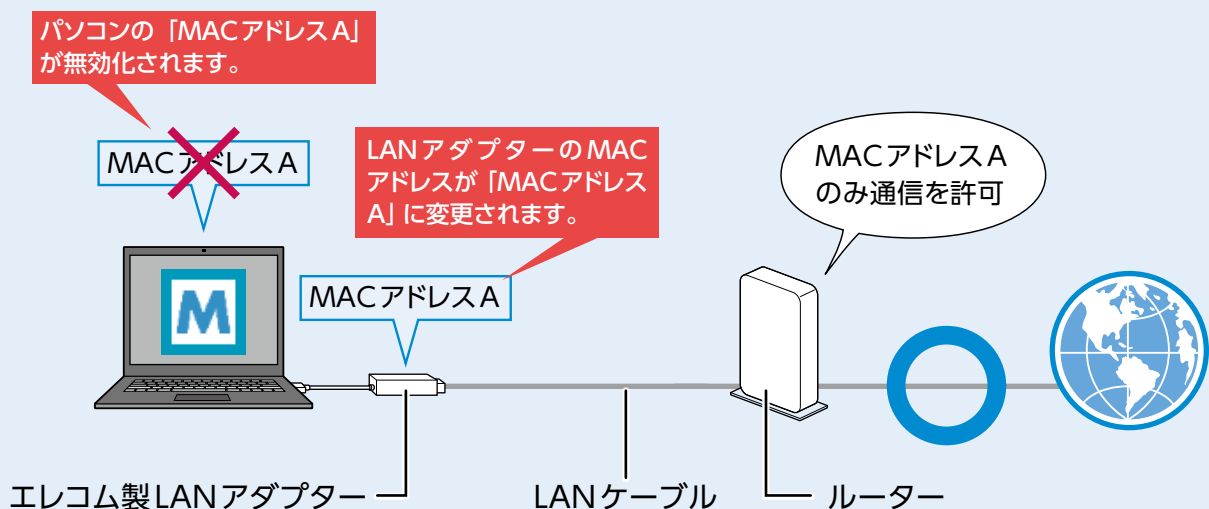 パソコンの「MACアドレスA」
が無効化されます。
MACアドレスA
LANアダプターのMAC
アドレスが「MACアドレス
A」に変更されます。
MACアドレスA
のみ通信を許可
M
MACアドレスA
エレコム製LANアダプター
LANケーブル
ルーター